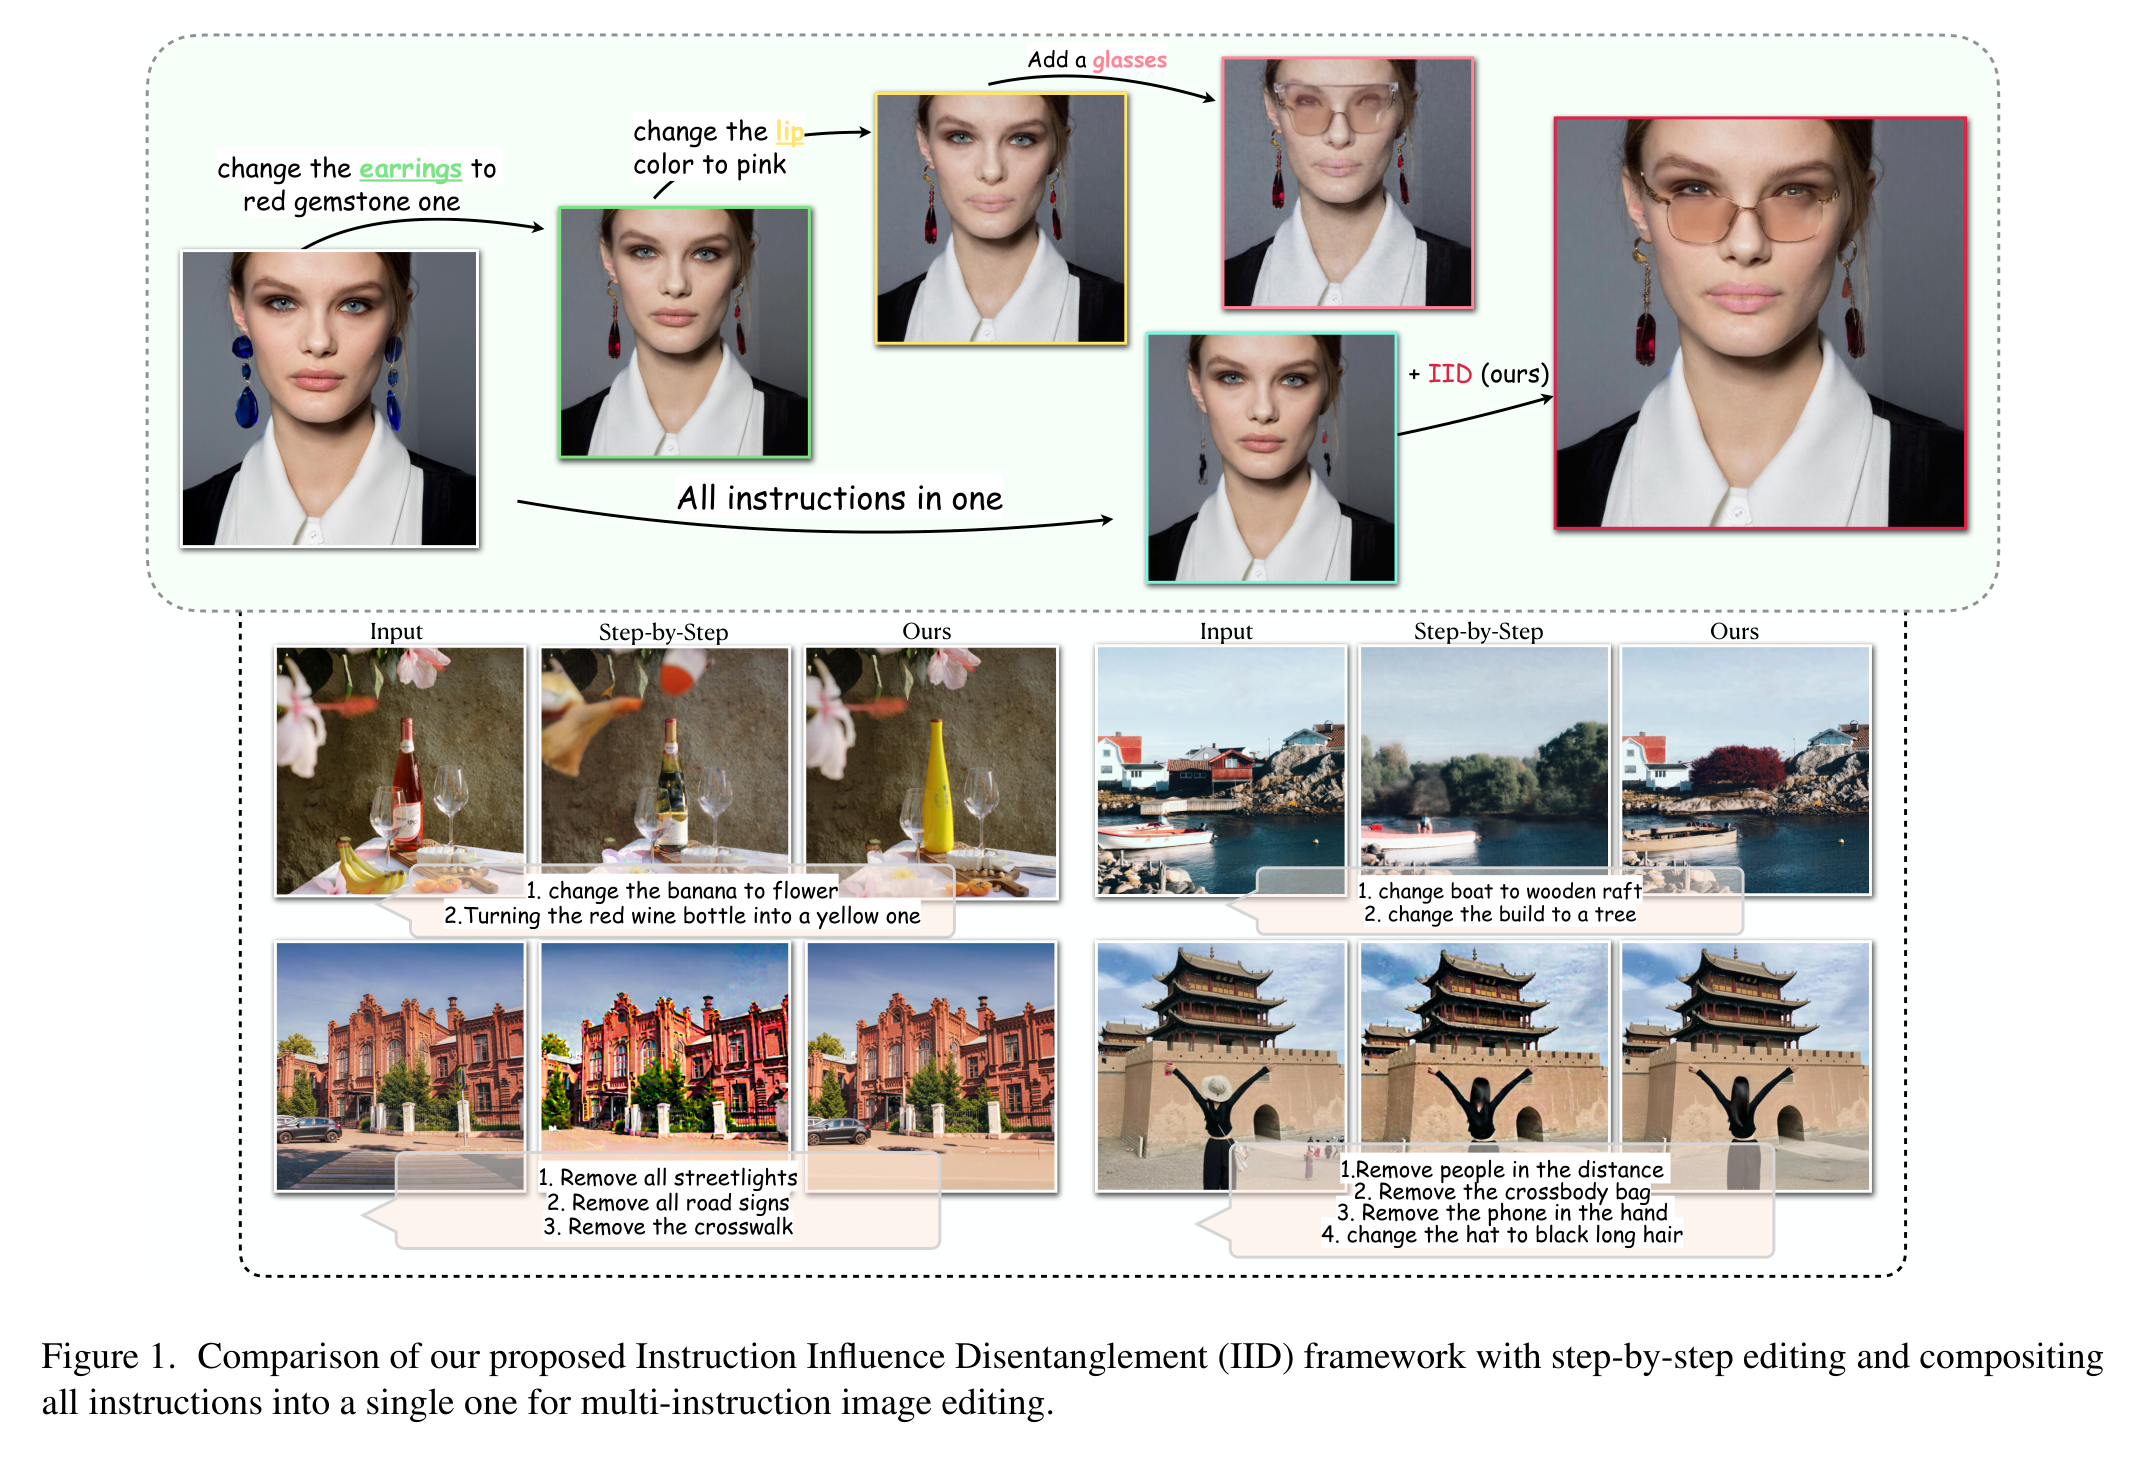 Add a glasses
change the lip
color to pink
change the earrings to
red gemstone one
+ IID (ours)
All instructions in one
Input
Step-by-Step
Ours
Input
Step-by-Step
Ours
1. change the banana to flower
2.Turning the red wine bottle into a yellow one
1. change boat to wooden raft
2. change the build to a tree
1. Remove all streetlights
2. Remove all road signs
3. Remove the crosswalk
1.Remove people in the distance
2. Remove the crossbody bag
3. Remove the phone in the hand
4. change the hat to black long hair
Figure 1. Comparison of our proposed Instruction Influence Disentanglement (IID) framework with step-by-step editing and compositing
all instructions into a single one for multi-instruction image editing.